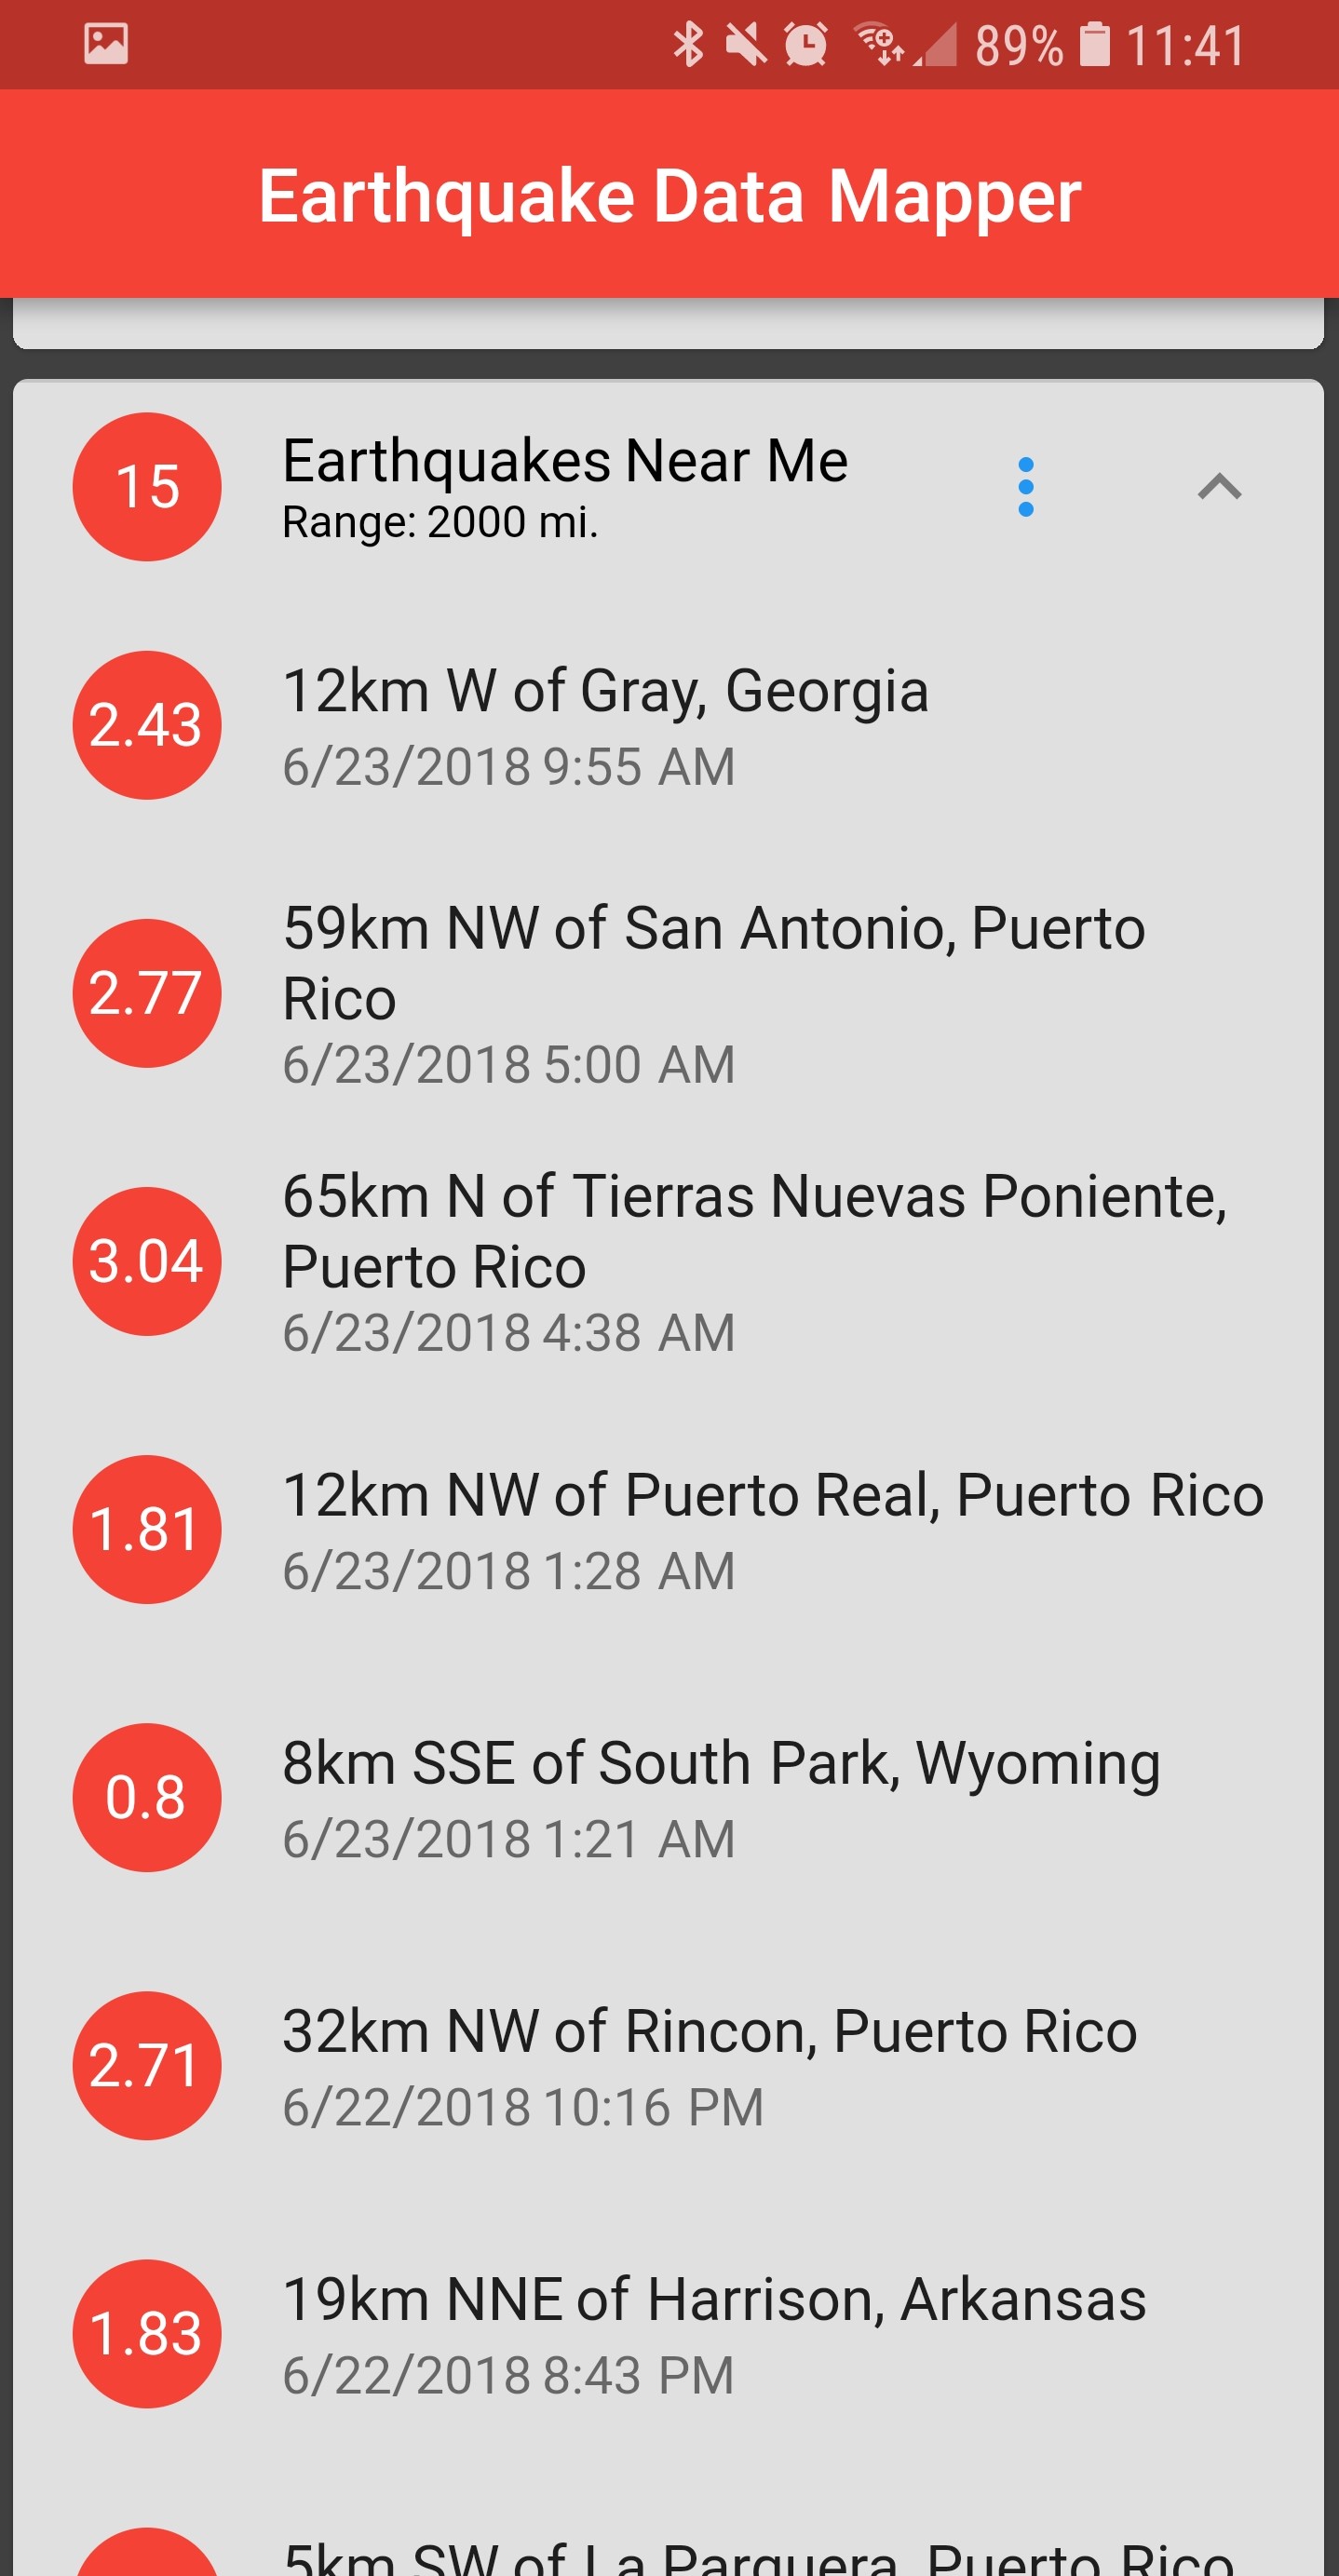 89% 11:41
Earthquake Data Mapper
15
Earthquakes Near Me
Range: 2000 mi.
2.43
12km W of Gray, Georgia
6/23/2018 9:55 AM
2.77
59km NW of San Antonio, Puerto
Rico
6/23/2018 5:00 AM
3.04
65km N of Tierras Nuevas Poniente,
Puerto Rico
6/23/2018 4:38 AM
1.81
12km NW of Puerto Real, Puerto Rico
6/23/2018 1:28 AM
0.8
8km SSE of South Park, Wyoming
6/23/2018 1:21 AM
2.71
32km NW of Rincon, Puerto Rico
6/22/2018 10:16 PM
1.83
19km NNE of Harrison, Arkansas
6/22/2018 8:43 PM
5km SW of La Parguera, Puerto Rico